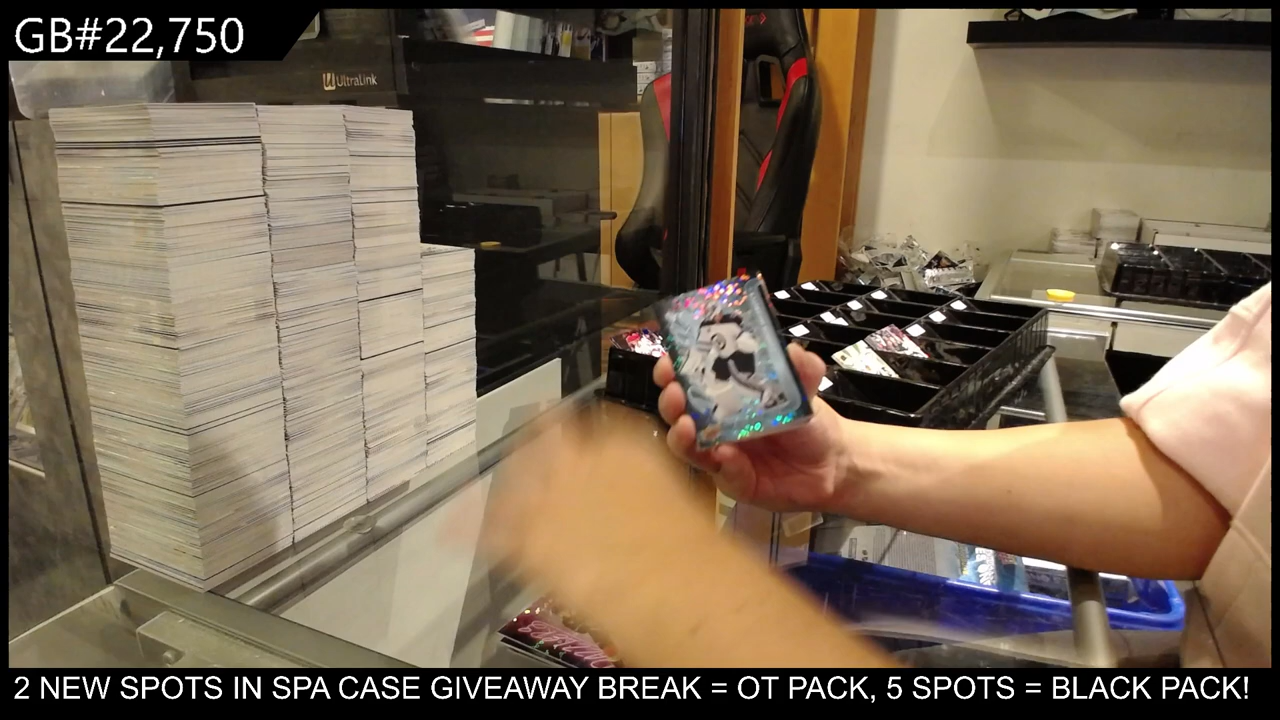 GB#22,750
UltraLink
2 NEW SPOTS IN SPA CASE GIVEAWAY BREAK = OT PACK, 5 SPOTS = BLACK PACK!